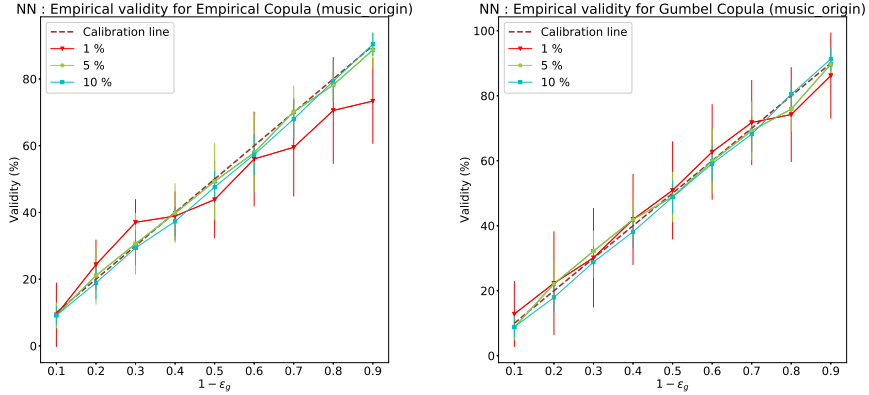 NN : Empirical validity for Empirical Copula (music_origin)
Calibration line
1 %
5 %
10 %
80
60
40
20
0
Validity (%)
0.1 0.2 0.3 0.4 0.5 0.6 0.7 0.8 0.9
1 − ε_g
NN : Empirical validity for Gumbel Copula (music_origin)
Calibration line
1 %
5 %
10 %
100
80
60
40
20
0
Validity (%)
0.1 0.2 0.3 0.4 0.5 0.6 0.7 0.8 0.9
1 − ε_g